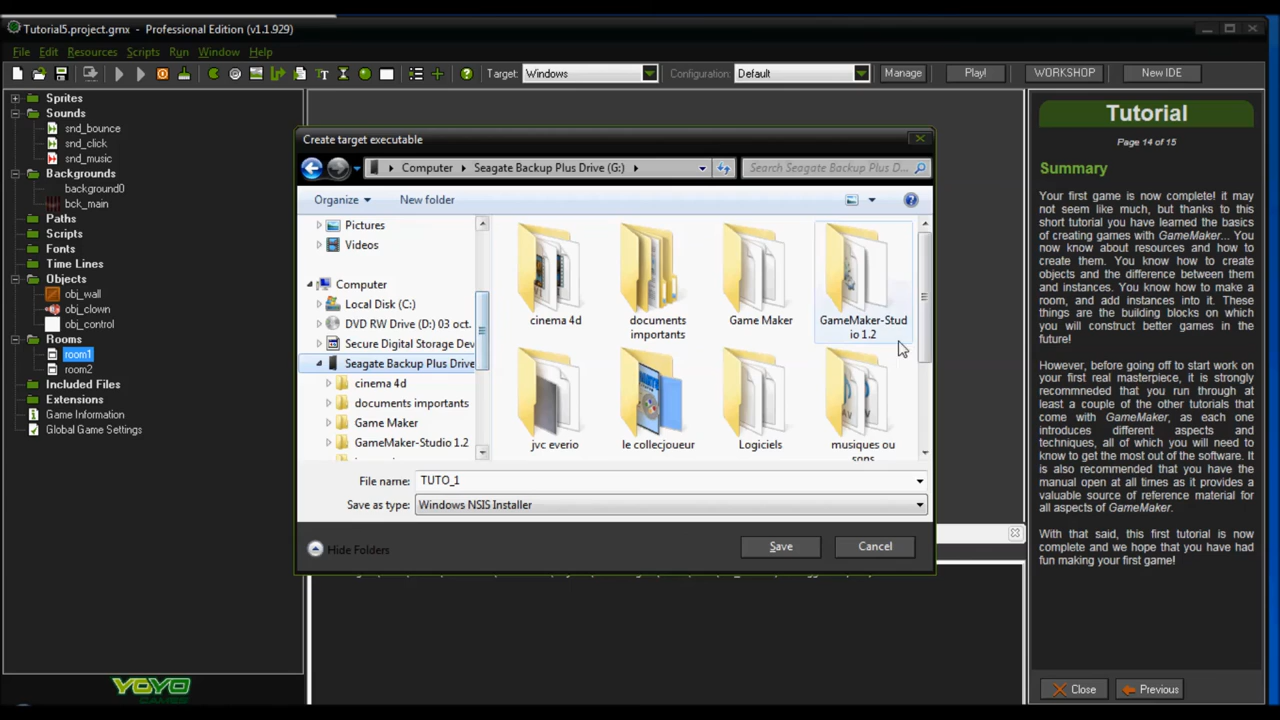 Tutorial5.project.gmx - Professional Edition (v1.1.929)
File Edit Resources Scripts Run Window Help
Target: Windows Configuration: Default Manage Play! WORKSHOP New IDE
Sprites
Sounds
snd_bounce
snd_click
snd_music
Backgrounds
background0
bck_main
Paths
Scripts
Fonts
Time Lines
Objects
obj_wall
obj_clown
obj_control
Rooms
room1
room2
Included Files
Extensions
Game Information
Global Game Settings
YOYO
GAMES
Create target executable
Computer Seagate Backup Plus Drive (G:) Search Seagate Backup Plus D...
Organize New folder
Pictures
Videos
Computer
Local Disk (C:)
DVD RW Drive (D:) 03 oct.
Secure Digital Storage Dev
Seagate Backup Plus Drive
cinema 4d
documents importants
Game Maker
GameMaker-Studio 1.2
cinema 4d
documents
importants
Game Maker
GameMaker-Stud
io 1.2
jvc everio
le collecjoueur
Logiciels
musiques ou
sons
File name: TUTO_1
Save as type: Windows NSIS Installer
Hide Folders Save Cancel
Tutorial
Page 14 of 15
Summary
Your first game is now complete! it may
not seem like much, but thanks to this
short tutorial you have learned the basics
of creating games with GameMaker... You
now know about resources and how to
create them. You know how to create
objects and the difference between them
and instances. You know how to make a
room, and add instances into it. These
things are the building blocks on which
you will construct better games in the
future!
However, before going off to start work on
your first real masterpiece, it is strongly
recommneded that you run through at
least a couple of the other tutorials that
come with GameMaker, as each one
introduces different aspects and
techniques, all of which you will need to
know to get the most out of the software. It
is also recommended that you have the
manual open at all times as it provides a
valuable source of reference material for
all aspects of GameMaker.
With that said, this first tutorial is now
complete and we hope that you have had
fun making your first game!
Close Previous